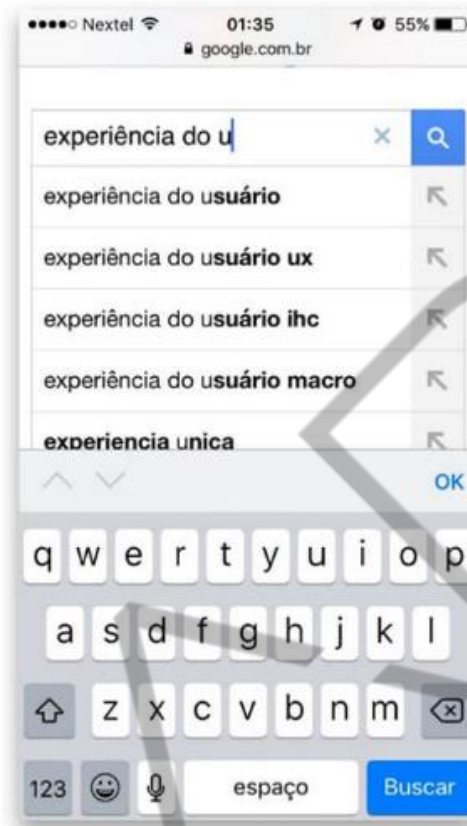 Nextel 01:35 55%
google.com.br
experiência do u
experiência do usuário
experiência do usuário ux
experiência do usuário ihc
experiência do usuário macro
experiencia unica
OK
q w e r t y u i o p
a s d f g h j k l
z x c v b n m
123 espaço Buscar